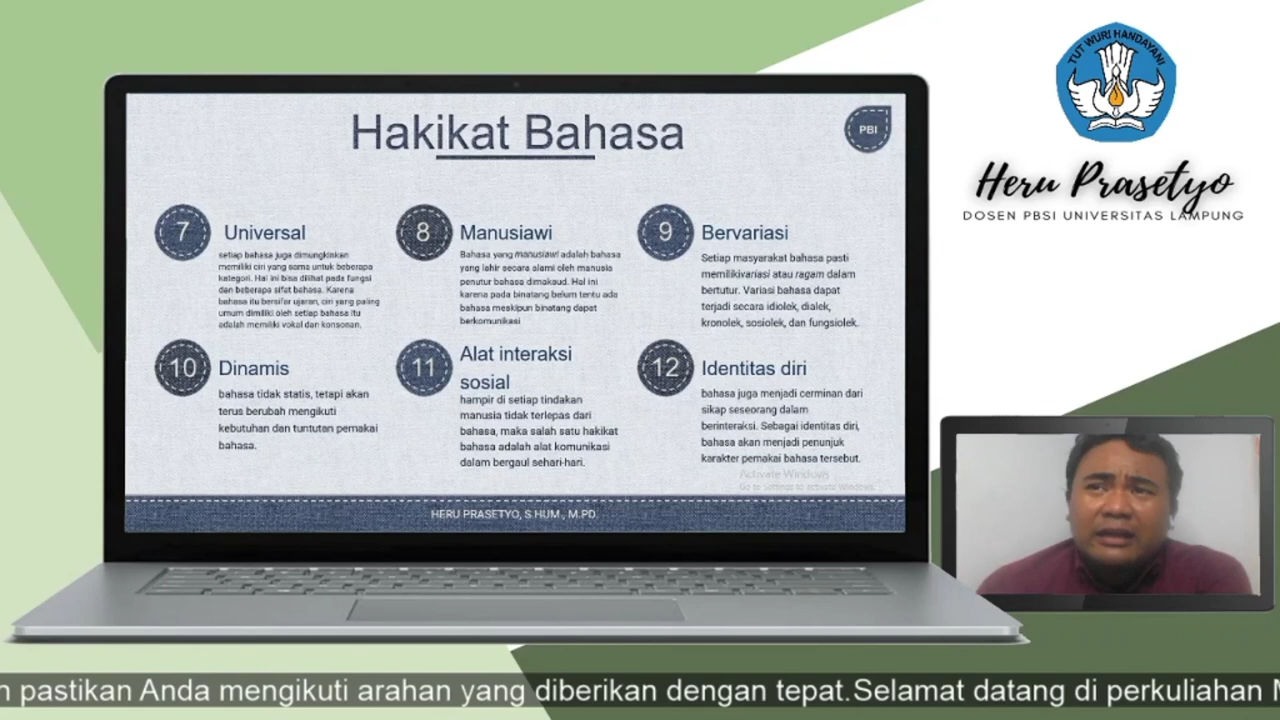 TUT WURI HANDAYANI
Heru Prasetyo
DOSEN PBSI UNIVERSITAS LAMPUNG
Hakikat Bahasa
PBI
7
Universal
setiap bahasa juga dimungkinkan
memiliki ciri yang sama untuk beberapa
kategori. Hal ini bisa dilihat pada fungsi
dan beberapa sifat bahasa. Karena
bahasa itu bersifar ujaran, ciri yang paling
umum dimiliki oleh setiap bahasa itu
adalah memiliki vokal dan konsonan.
8
Manusiawi
Bahasa yang manusiawi adalah bahasa
yang lahir secara alami oleh manusia
penutur bahasa dimakaud. Hal ini
karena pada binatang belum tentu ada
bahasa meskipun binatang dapat
berkomunikasi
9
Bervariasi
Setiap masyarakat bahasa pasti
memilikivariasi atau ragam dalam
bertutur. Variasi bahasa dapat
terjadi secara idiolek, dialek,
kronolek, sosiolek, dan fungsiolek.
10
Dinamis
bahasa tidak statis, tetapi akan
terus berubah mengikuti
kebutuhan dan tuntutan pemakai
bahasa.
11
Alat interaksi
sosial
hampir di setiap tindakan
manusia tidak terlepas dari
bahasa, maka salah satu hakikat
bahasa adalah alat komunikasi
dalam bergaul sehari-hari.
12
Identitas diri
bahasa juga menjadi cerminan dari
sikap seseorang dalam
berinteraksi. Sebagai identitas diri,
bahasa akan menjadi penunjuk
karakter pemakai bahasa tersebut.
Activate Windows
Go to Settings to activate Windows.
HERU PRASETYO, S.HUM., M.PD.
n pastikan Anda mengikuti arahan yang diberikan dengan tepat.Selamat datang di perkuliahan M